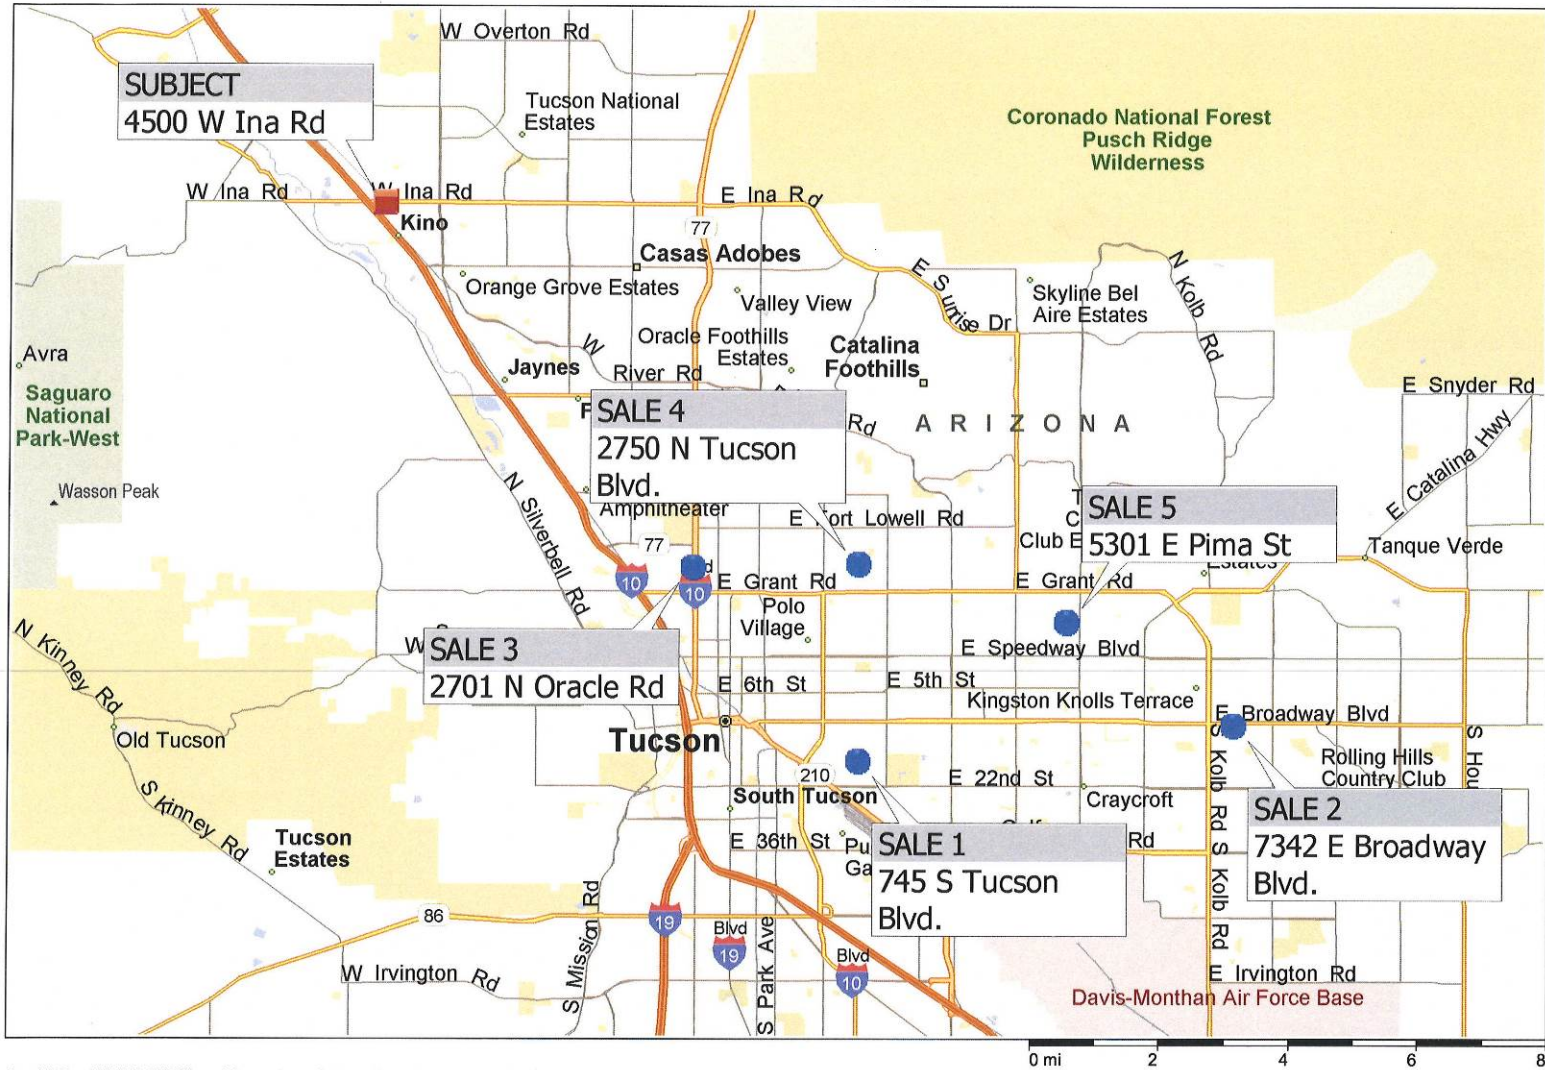 W Overton Rd
SUBJECT
4500 W Ina Rd
Tucson National
Estates
Coronado National Forest
Pusch Ridge
Wilderness
W Ina Rd
W Ina Rd
E Ina Rd
Kino
77
Casas Adobes
N Kolb Rd
E Sunrise Dr
Orange Grove Estates
Valley View
Skyline Bel
Aire Estates
Oracle Foothills
Estates
Catalina
Foothills
Avra
Jaynes
W River Rd
Saguaro
National
Park-West
E Snyder Rd
SALE 4
2750 N Tucson
Blvd.
Rd
ARIZONA
E Catalina Hwy
Wasson Peak
N Silverbell Rd
Amphitheater
E Fort Lowell Rd
SALE 5
5301 E Pima St
Club E
Estates
Tanque Verde
77
10
10
E Grant Rd
E Grant Rd
Polo
Village
N Kinney Rd
W
SALE 3
2701 N Oracle Rd
E Speedway Blvd
E 6th St
E 5th St
Kingston Knolls Terrace
Old Tucson
Tucson
E Broadway Blvd
Rolling Hills
Country Club
S Hou
S Kolb Rd
S Kinney Rd
210
E 22nd St
South Tucson
Craycroft
SALE 2
7342 E Broadway
Blvd.
Tucson
Estates
E 36th St
Pu
Ga
SALE 1
745 S Tucson
Blvd.
Rd
S Kolb Rd
86
19
Blvd
19
Blvd
10
S Mission Rd
S Park Ave
W Irvington Rd
E Irvington Rd
Davis-Monthan Air Force Base
0 mi 2 4 6 8